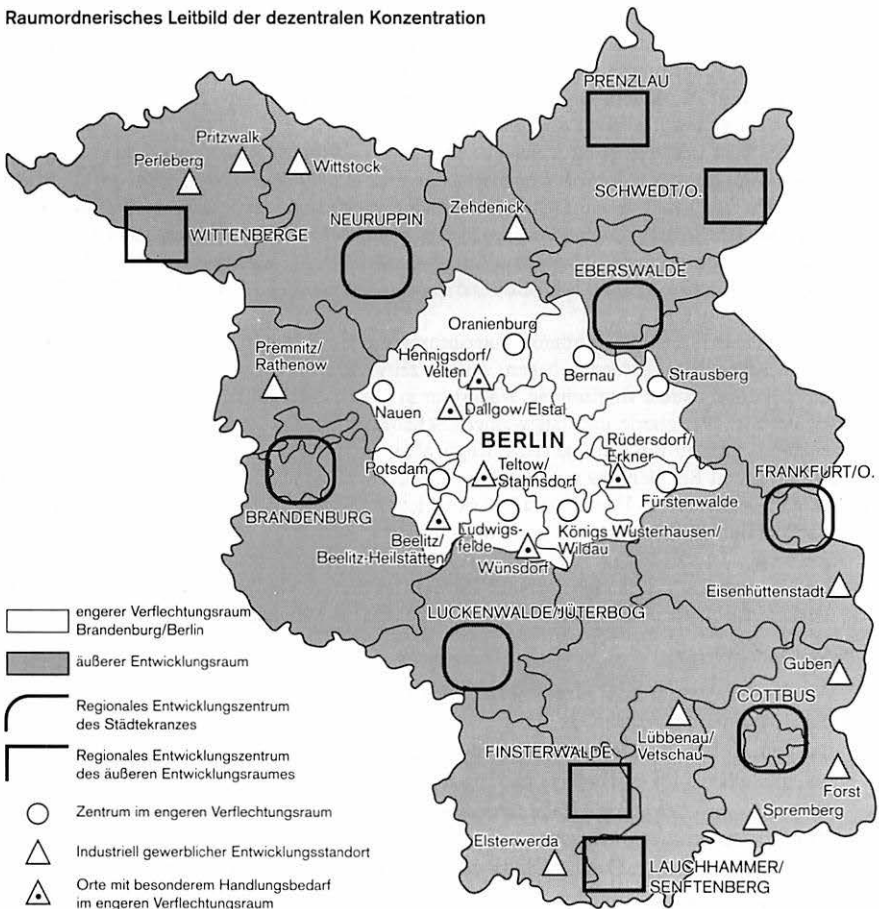 Raumordnerisches Leitbild der dezentralen Konzentration
PRENZLAU
Pritzwalk
Perleberg
Wittstock
SCHWEDT/O.
Zehdenick
NEURUPPIN
WITTENBERGE
EBERSWALDE
Oranienburg
Premnitz/
Rathenow
Hennigsdorf/
Velten
Bernau
Strausberg
Nauen
Dallgow/Elstal
BERLIN
Rüdersdorf/
Erkner
Potsdam
Teltow/
Stahnsdorf
FRANKFURT/O.
Fürstenwalde
BRANDENBURG
Beelitz/
Beelitz-Heilstätten
Ludwigs-
felde
Königs Wusterhausen/
Wildau
Wünsdorf
Eisenhüttenstadt
LUCKENWALDE/JÜTERBOG
Guben
COTTBUS
Lübbenau/
Vetschau
FINSTERWALDE
Forst
Spremberg
Elsterwerda
LAUCHHAMMER/
SENFTENBERG
engerer Verflechtungsraum
Brandenburg/Berlin
äußerer Entwicklungsraum
Regionales Entwicklungszentrum
des Städtekranzes
Regionales Entwicklungszentrum
des äußeren Entwicklungsraumes
Zentrum im engeren Verflechtungsraum
Industriell gewerblicher Entwicklungsstandort
Orte mit besonderem Handlungsbedarf
im engeren Verflechtungsraum